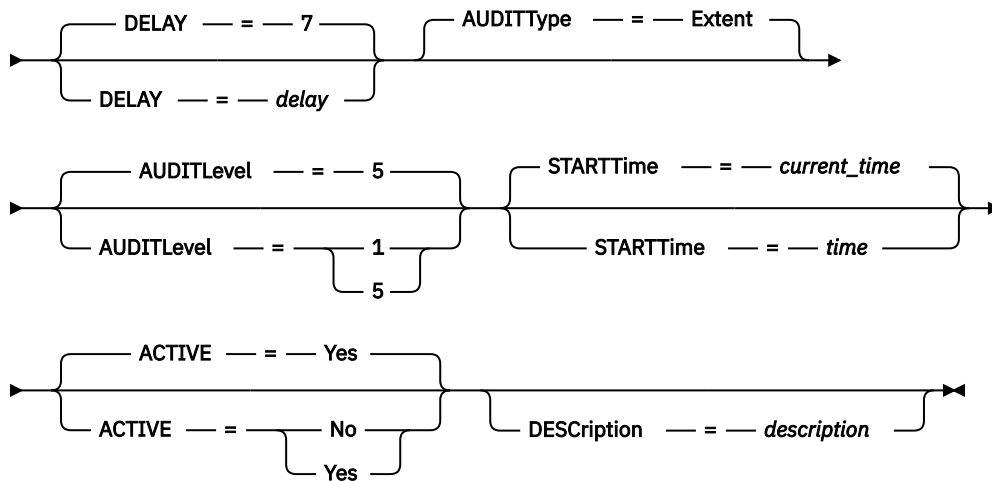 DELAY = 7 AUDITType = Extent
DELAY = delay
AUDITLevel = 5 STARTTime = current_time
AUDITLevel = 1 STARTTime = time
5
ACTIVE = Yes
ACTIVE = No DESCription = description
Yes